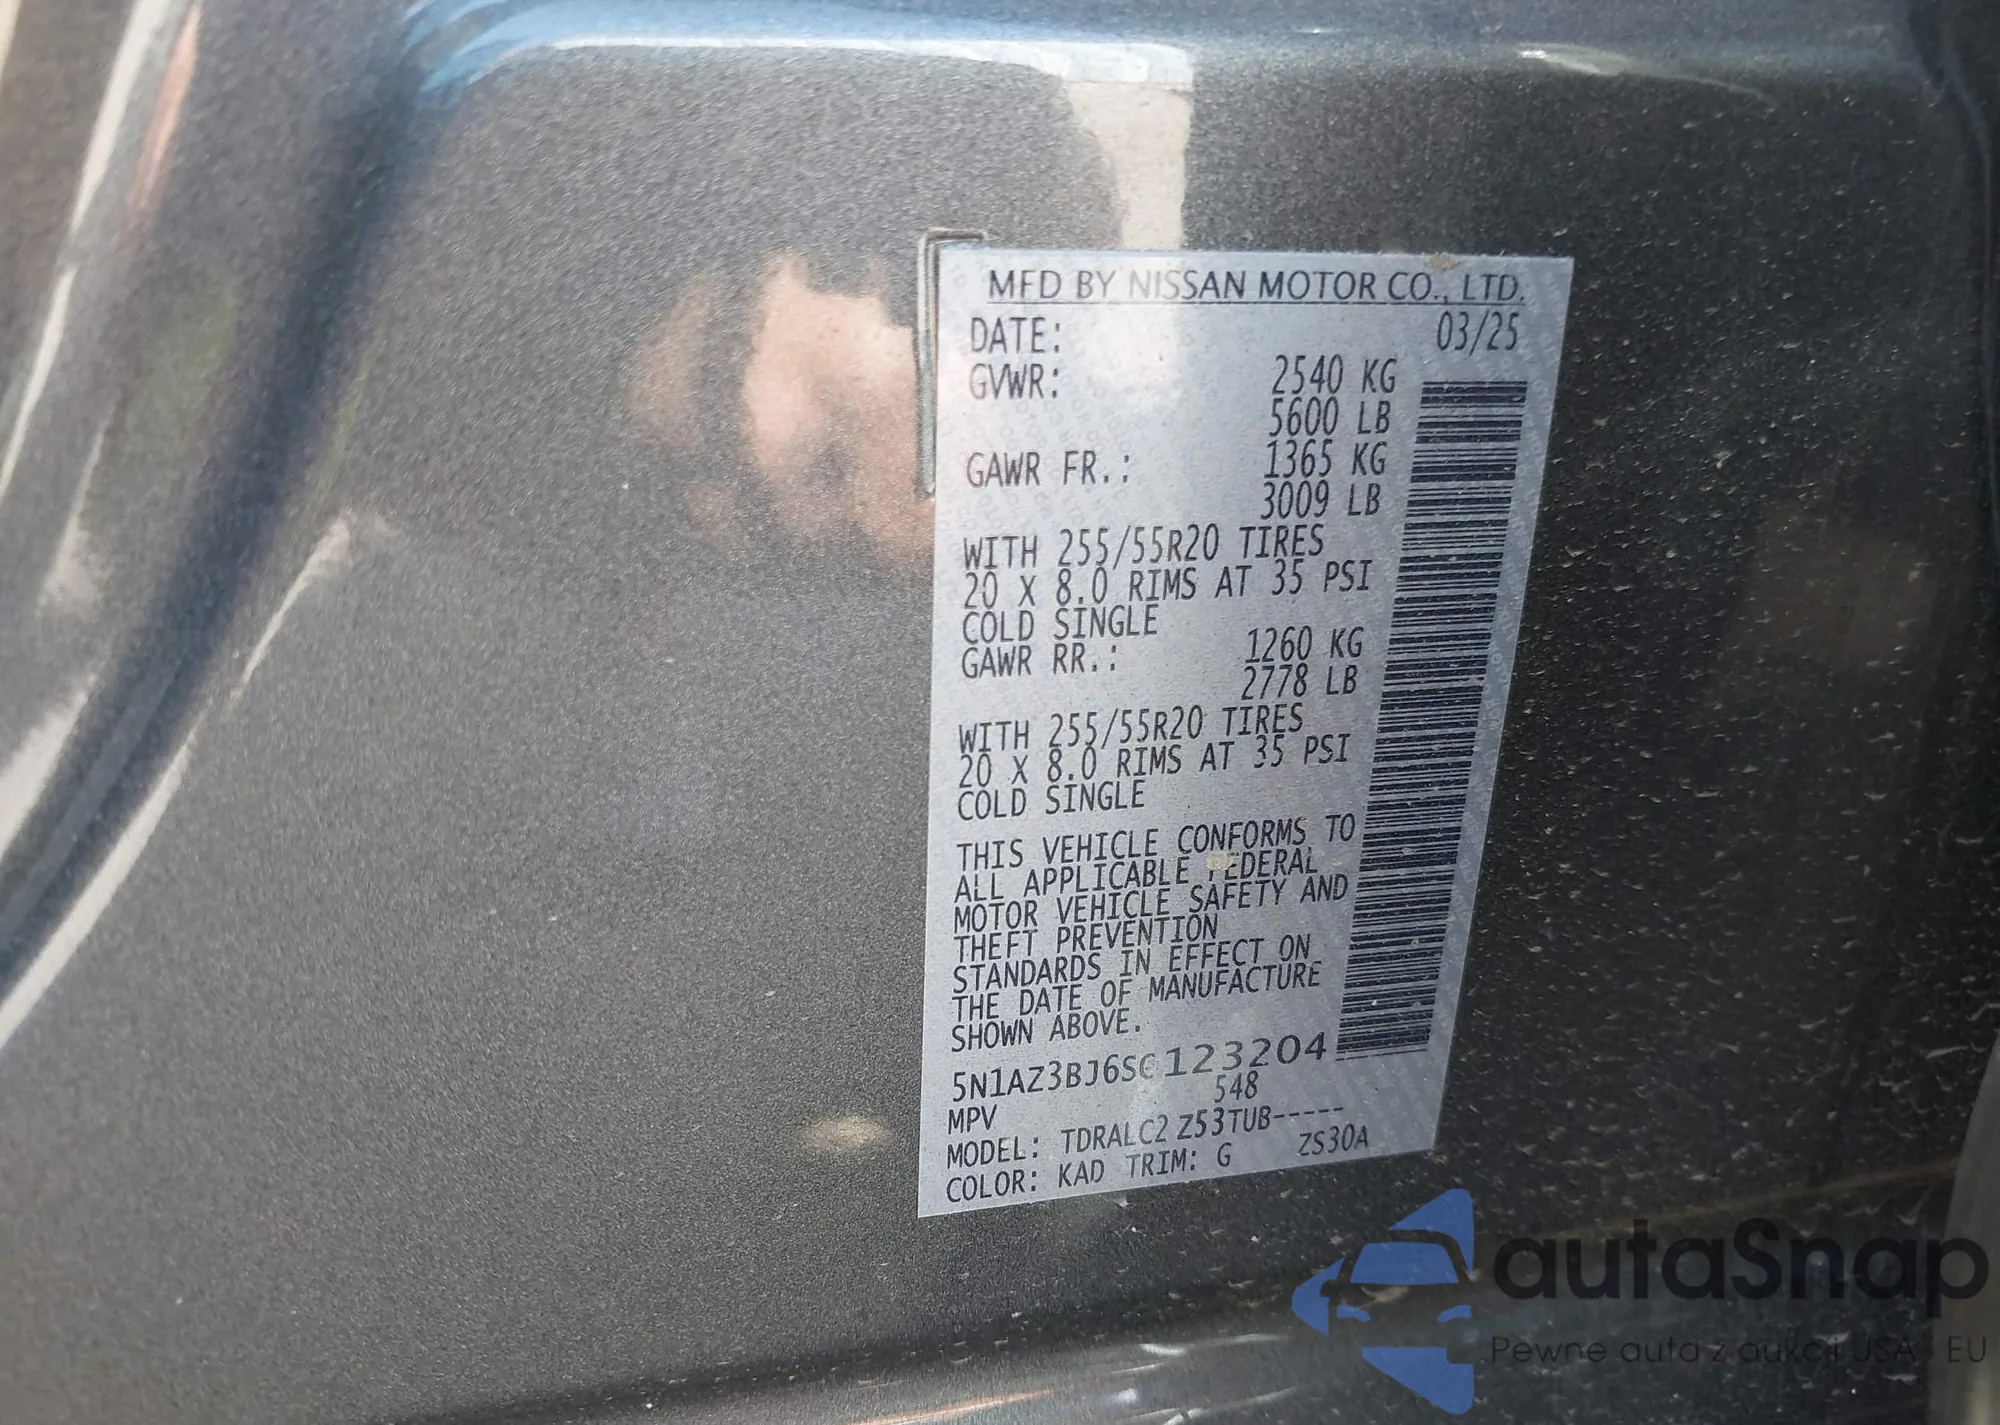 MFD BY NISSAN MOTOR CO., LTD.
DATE: 03/25
GVWR: 2540 KG
5600 LB
GAWR FR.: 1365 KG
3009 LB
WITH 255/55R20 TIRES
20 X 8.0 RIMS AT 35 PSI
COLD SINGLE
GAWR RR.: 1260 KG
2778 LB
WITH 255/55R20 TIRES
20 X 8.0 RIMS AT 35 PSI
COLD SINGLE
THIS VEHICLE CONFORMS TO
ALL APPLICABLE FEDERAL
MOTOR VEHICLE SAFETY AND
THEFT PREVENTION
STANDARDS IN EFFECT ON
THE DATE OF MANUFACTURE
SHOWN ABOVE.
5N1AZ3BJ6SC123204
548
MPV
MODEL: TDRALC2 Z53TUB-----
COLOR: KAD TRIM: G ZS30A
autaSnap
Pewne auta z aukcji USA i EU